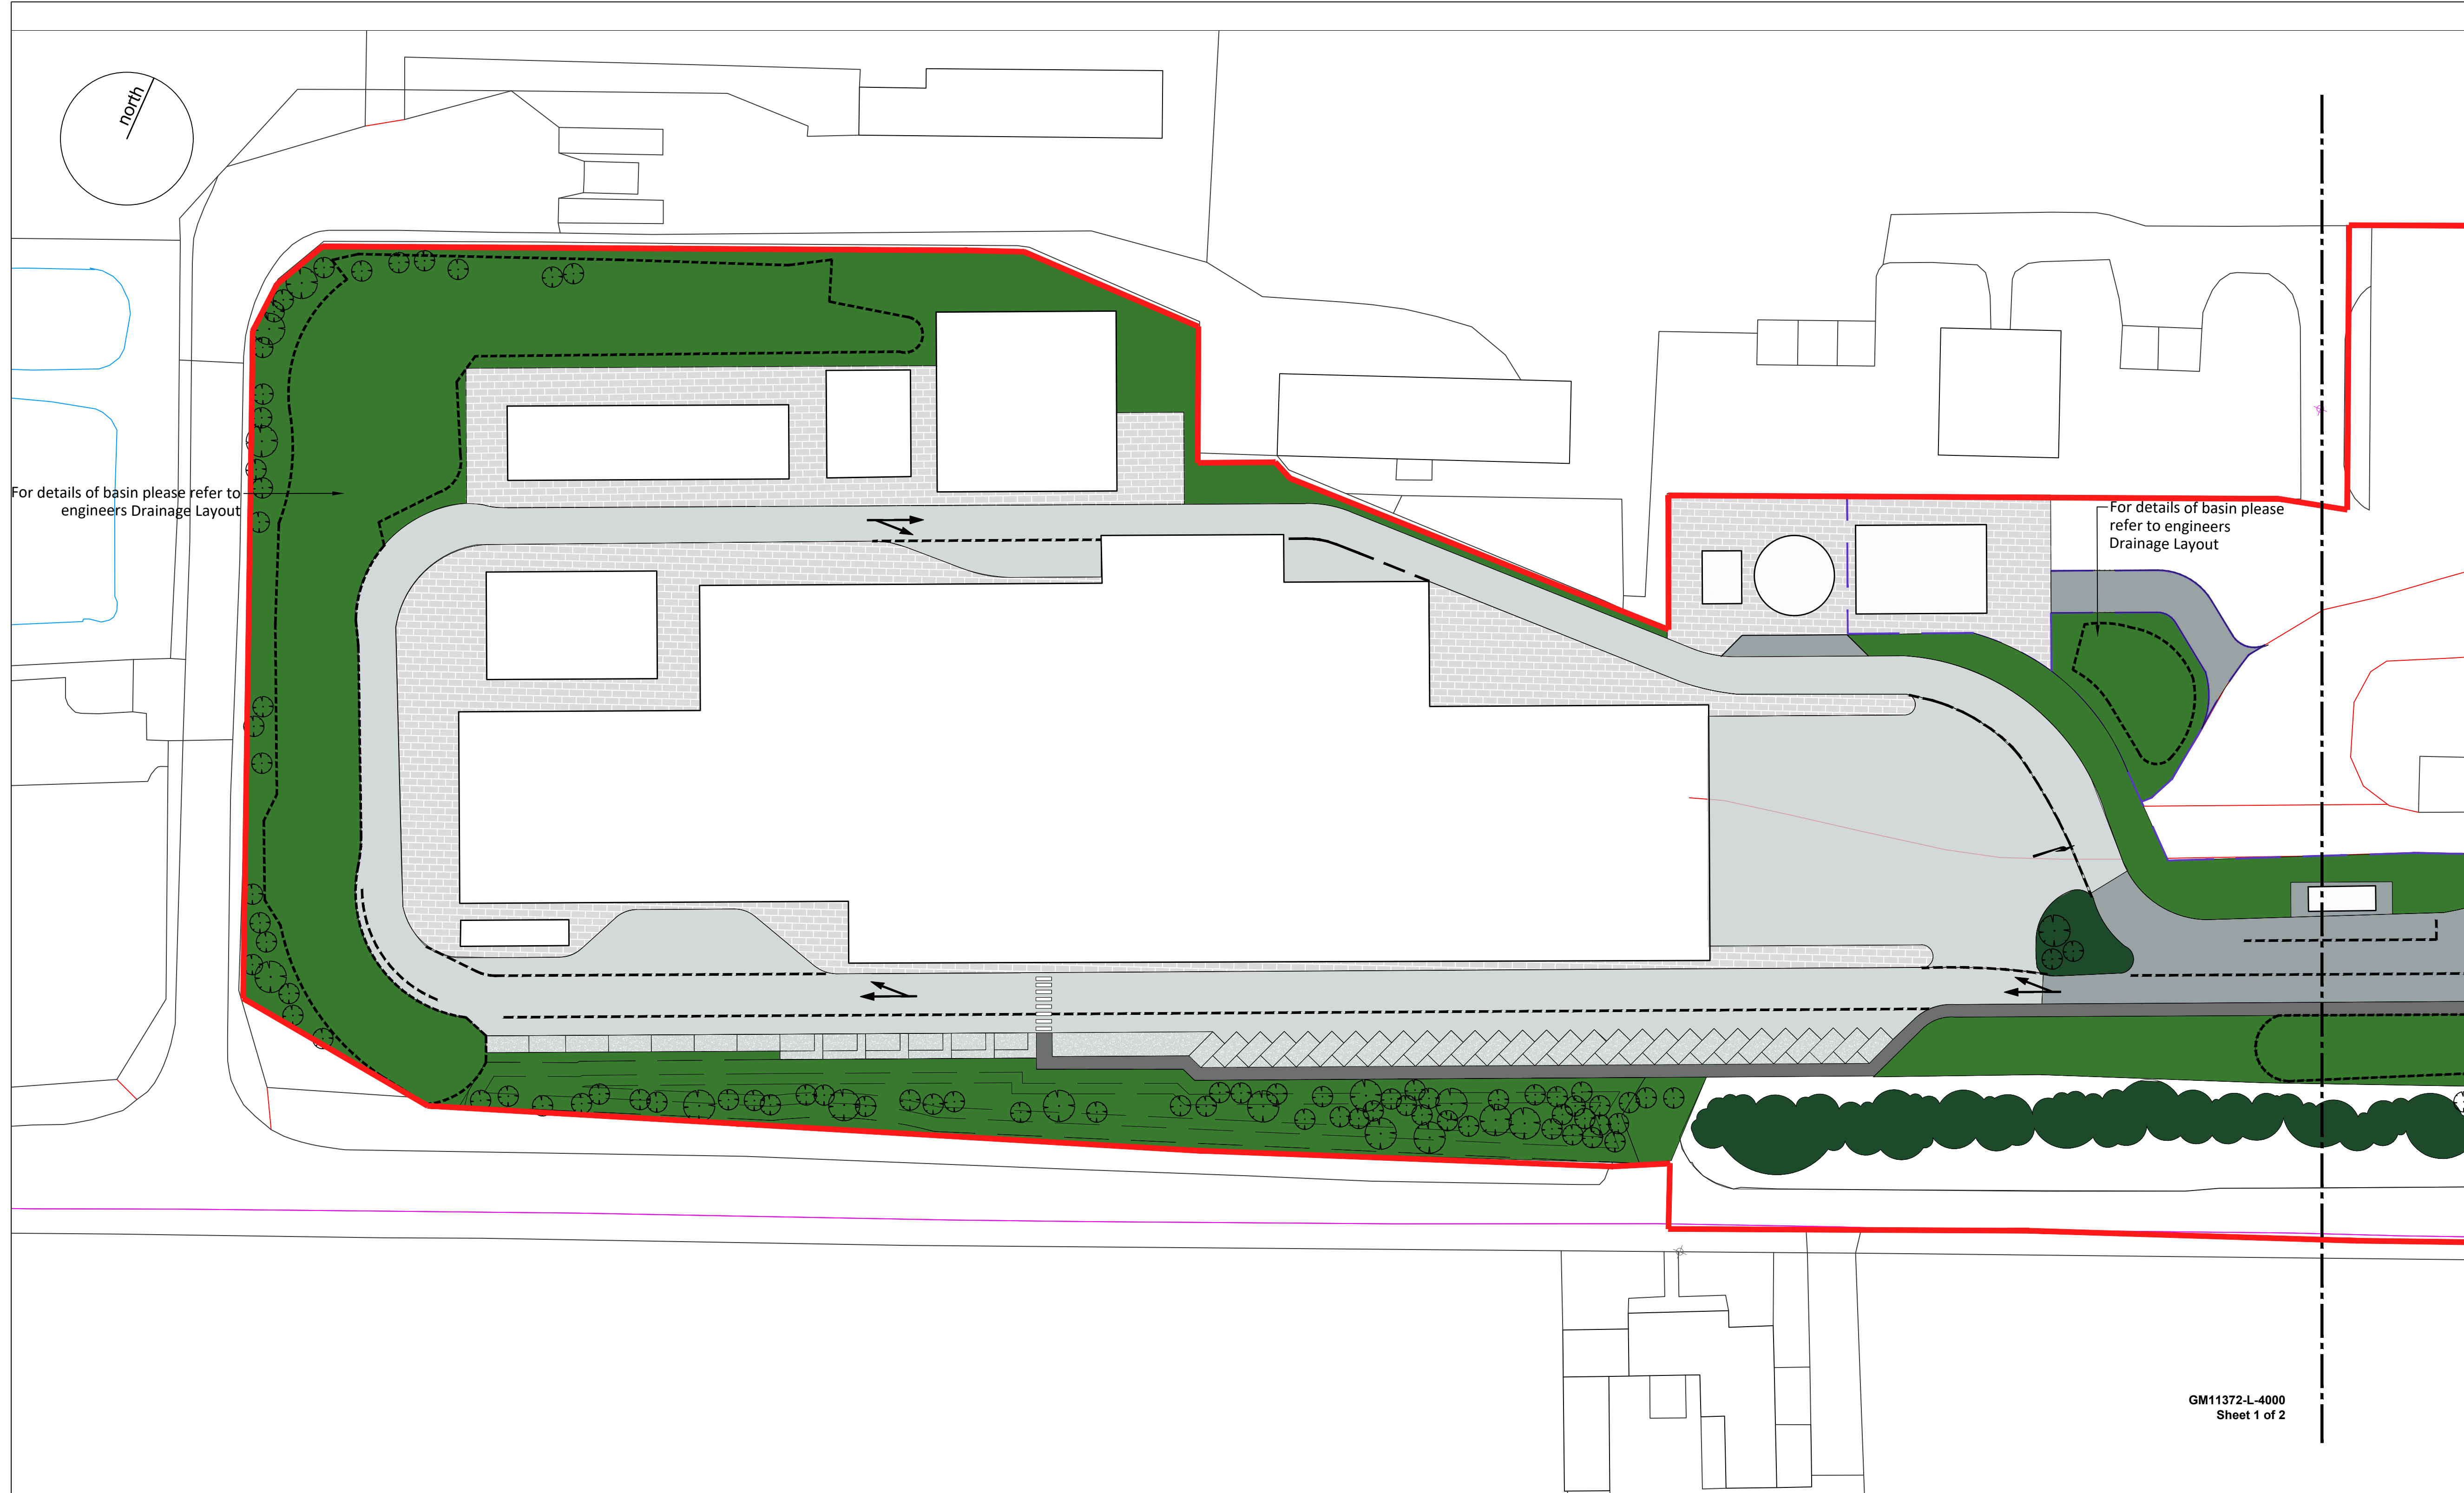 north
For details of basin please refer to
engineers Drainage Layout
For details of basin please
refer to engineers
Drainage Layout
GM11372-L-4000
Sheet 1 of 2